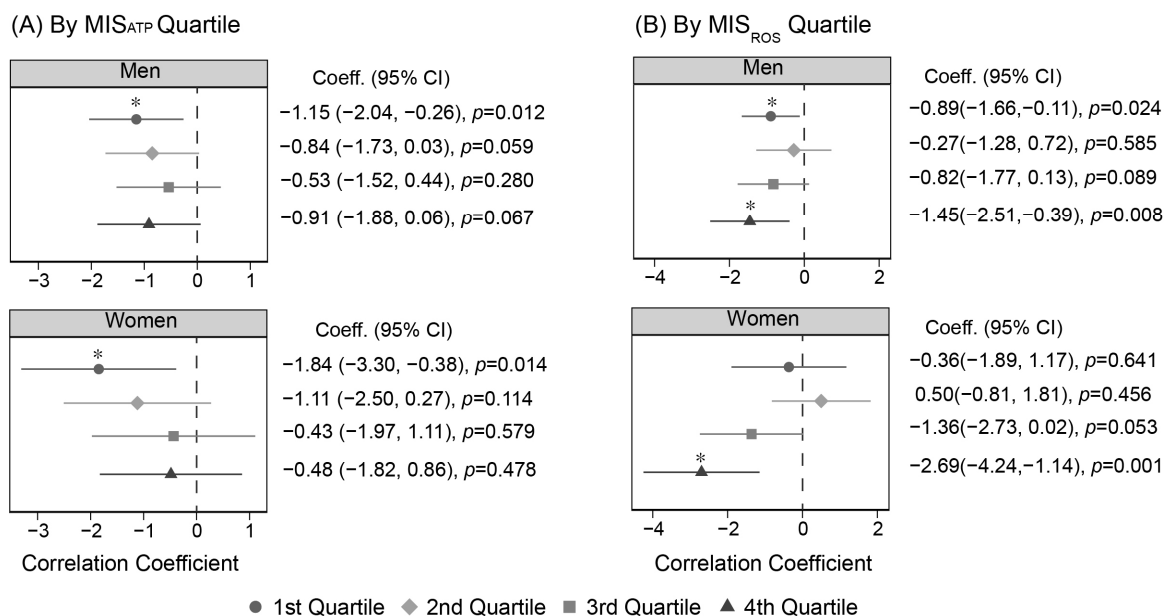 (A) By MISATP Quartile
Men
Coeff. (95% CI)
*
−1.15 (−2.04, −0.26), p=0.012
−0.84 (−1.73, 0.03), p=0.059
−0.53 (−1.52, 0.44), p=0.280
−0.91 (−1.88, 0.06), p=0.067
−3 −2 −1 0 1
Women
Coeff. (95% CI)
*
−1.84 (−3.30, −0.38), p=0.014
−1.11 (−2.50, 0.27), p=0.114
−0.43 (−1.97, 1.11), p=0.579
−0.48 (−1.82, 0.86), p=0.478
−3 −2 −1 0 1
Correlation Coefficient
(B) By MISROS Quartile
Men
Coeff. (95% CI)
*
−0.89(−1.66,−0.11), p=0.024
−0.27(−1.28, 0.72), p=0.585
−0.82(−1.77, 0.13), p=0.089
*
−1.45(−2.51,−0.39), p=0.008
−4 −2 0 2
Women
Coeff. (95% CI)
−0.36(−1.89, 1.17), p=0.641
0.50(−0.81, 1.81), p=0.456
−1.36(−2.73, 0.02), p=0.053
*
−2.69(−4.24,−1.14), p=0.001
−4 −2 0 2
Correlation Coefficient
1st Quartile 2nd Quartile 3rd Quartile 4th Quartile